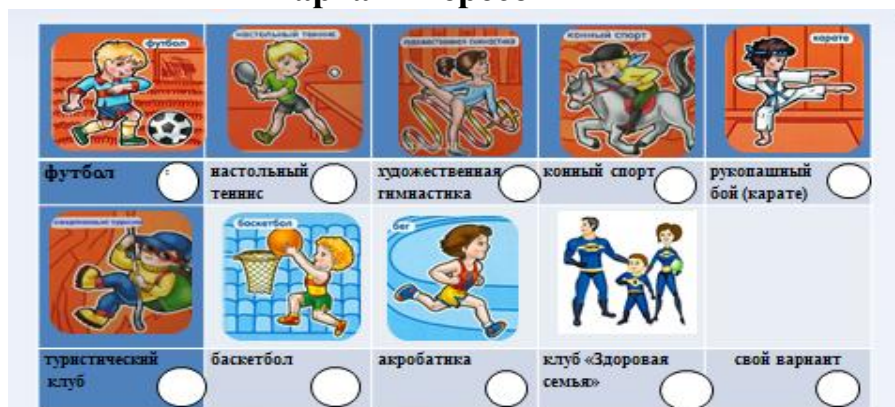 футбол
настольный теннис
художественная гимнастика
конный спорт
карате
футбол
настольный
теннис
художественная
гимнастика
конный спорт
рукопашный
бой (карате)
баскетбол
бег
туристический
клуб
баскетбол
акробатика
клуб «Здоровая
семья»
свой вариант